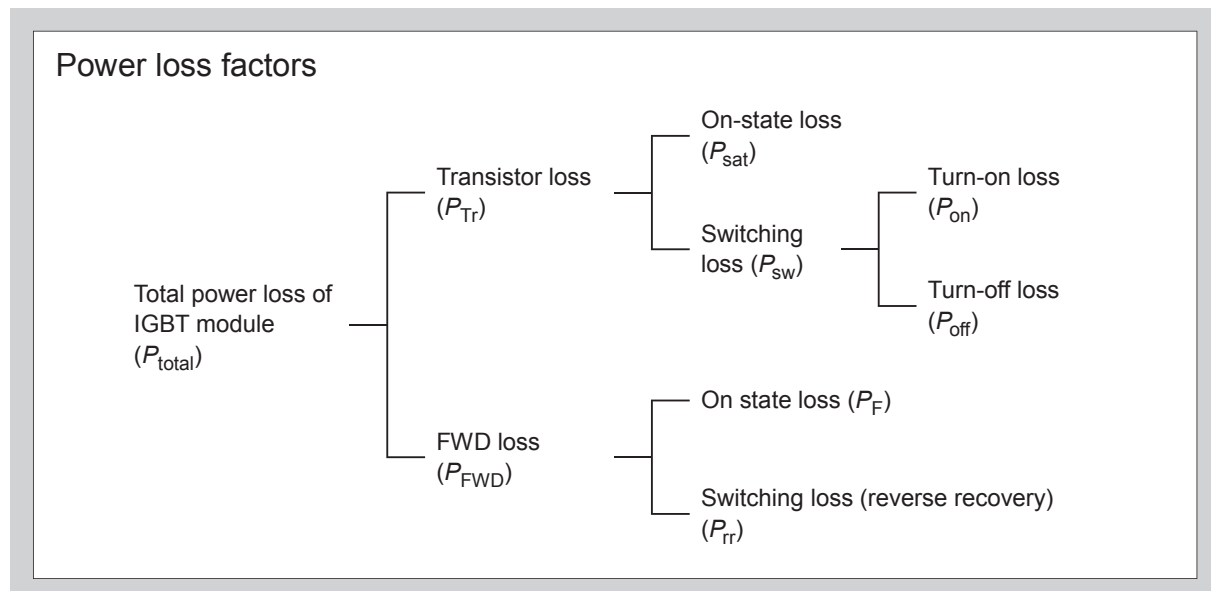 Power loss factors
On-state loss
(Psat)
Transistor loss
(PTr)
Turn-on loss
(Pon)
Switching
loss (Psw)
Turn-off loss
(Poff)
Total power loss of
IGBT module
(Ptotal)
On state loss (PF)
FWD loss
(PFWD)
Switching loss (reverse recovery)
(Prr)